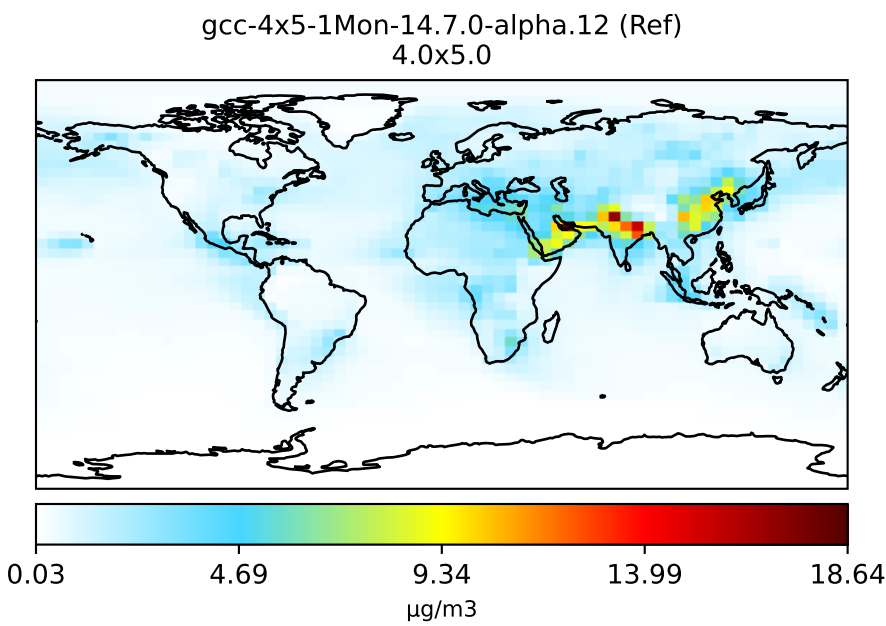 gcc-4x5-1Mon-14.7.0-alpha.12 (Ref)
4.0x5.0
0.03 4.69 9.34 13.99 18.64
μg/m3